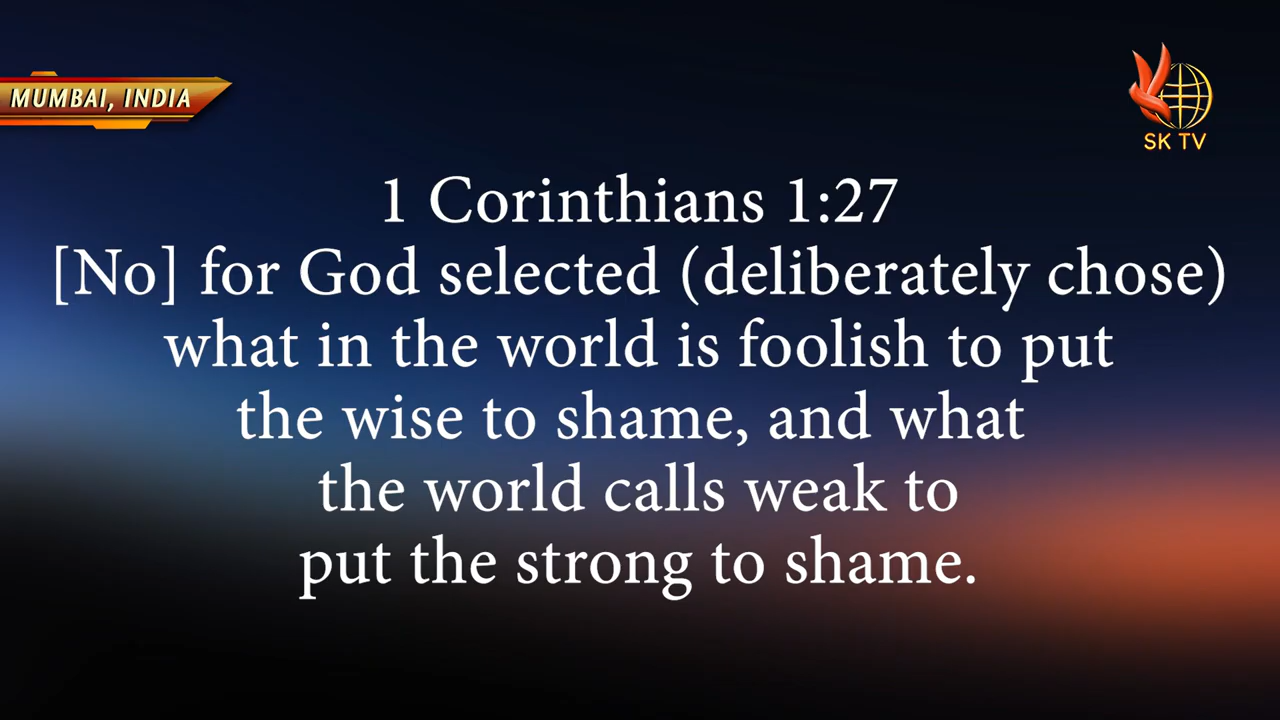 MUMBAI, INDIA
SK TV
1 Corinthians 1:27
[No] for God selected (deliberately chose)
what in the world is foolish to put
the wise to shame, and what
the world calls weak to
put the strong to shame.